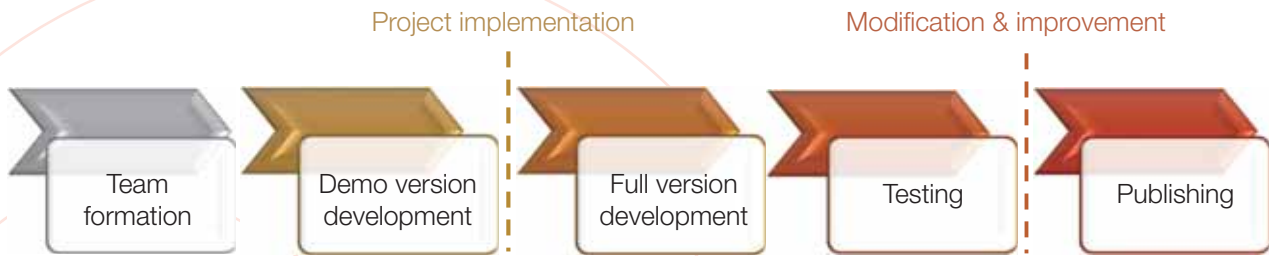 Project implementation
Modification & improvement
Team
formation
Demo version
development
Full version
development
Testing
Publishing